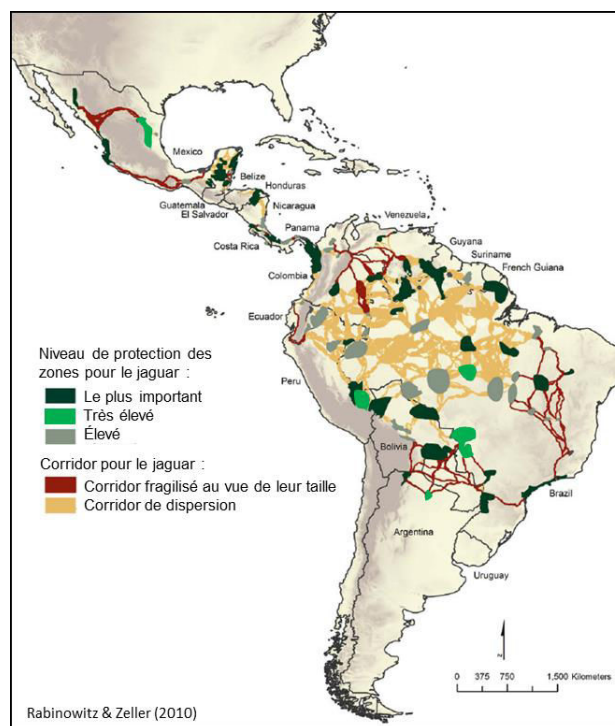 Mexico
Belize
Honduras
Guatemala
Nicaragua
El Salvador
Panama
Venezuela
Costa Rica
Guyana
Suriname
Colombia
French Guiana
Ecuador
Niveau de protection des
zones pour le jaguar :
Le plus important
Très élevé
Élevé
Peru
Corridor pour le jaguar :
Corridor fragilisé au vue de leur taille
Corridor de dispersion
Bolivia
Brazil
Argentina
Uruguay
N
0 375 750 1,500 Kilometers
Rabinowitz & Zeller (2010)